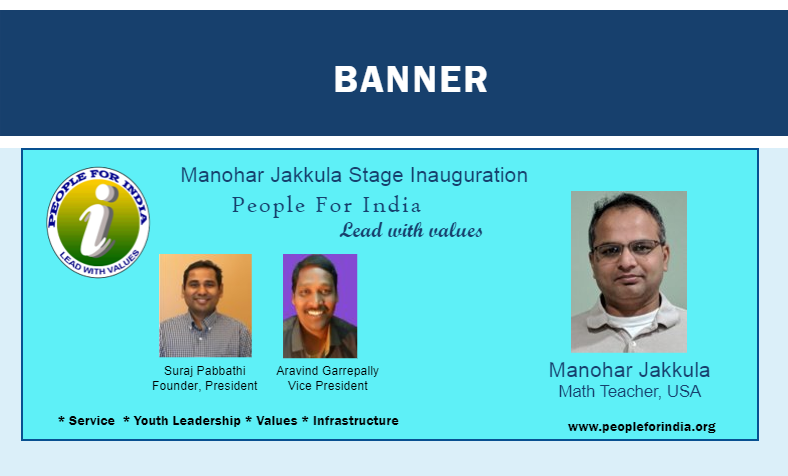 BANNER
PEOPLE FOR INDIA
i
LEAD WITH VALUES
Manohar Jakkula Stage Inauguration
People For India
Lead with values
Suraj Pabbathi
Founder, President
Aravind Garrepally
Vice President
Manohar Jakkula
Math Teacher, USA
* Service * Youth Leadership * Values * Infrastructure
www.peopleforindia.org